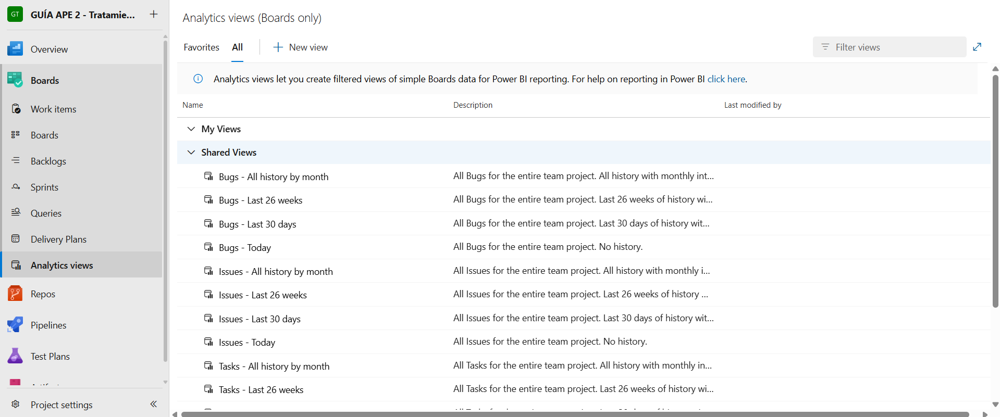 GT
GUÍA APE 2 - Tratamie...
Overview
Boards
Work items
Boards
Backlogs
Sprints
Queries
Delivery Plans
Analytics views
Repos
Pipelines
Test Plans
Project settings
Analytics views (Boards only)
Favorites
All
New view
Filter views
Analytics views let you create filtered views of simple Boards data for Power BI reporting. For help on reporting in Power BI click here.
Name Description Last modified by
My Views
Shared Views
Bugs - All history by month All Bugs for the entire team project. All history with monthly int...
Bugs - Last 26 weeks All Bugs for the entire team project. Last 26 weeks of history wi...
Bugs - Last 30 days All Bugs for the entire team project. Last 30 days of history wit...
Bugs - Today All Bugs for the entire team project. No history.
Issues - All history by month All Issues for the entire team project. All history with monthly i...
Issues - Last 26 weeks All Issues for the entire team project. Last 26 weeks of history ...
Issues - Last 30 days All Issues for the entire team project. Last 30 days of history wit...
Issues - Today All Issues for the entire team project. No history.
Tasks - All history by month All Tasks for the entire team project. All history with monthly in...
Tasks - Last 26 weeks All Tasks for the entire team project. Last 26 weeks of history wi...